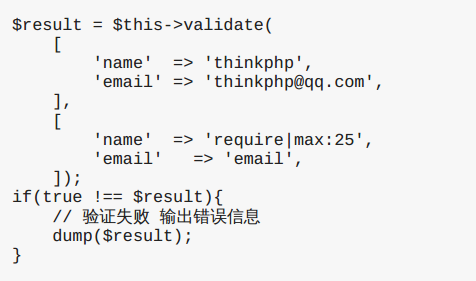 $result = $this->validate(
    [
        'name'  => 'thinkphp',
        'email' => 'thinkphp@qq.com',
    ],
    [
        'name'  => 'require|max:25',
        'email'   => 'email',
    ]);
if(true !== $result){
    // 验证失败 输出错误信息
    dump($result);
}